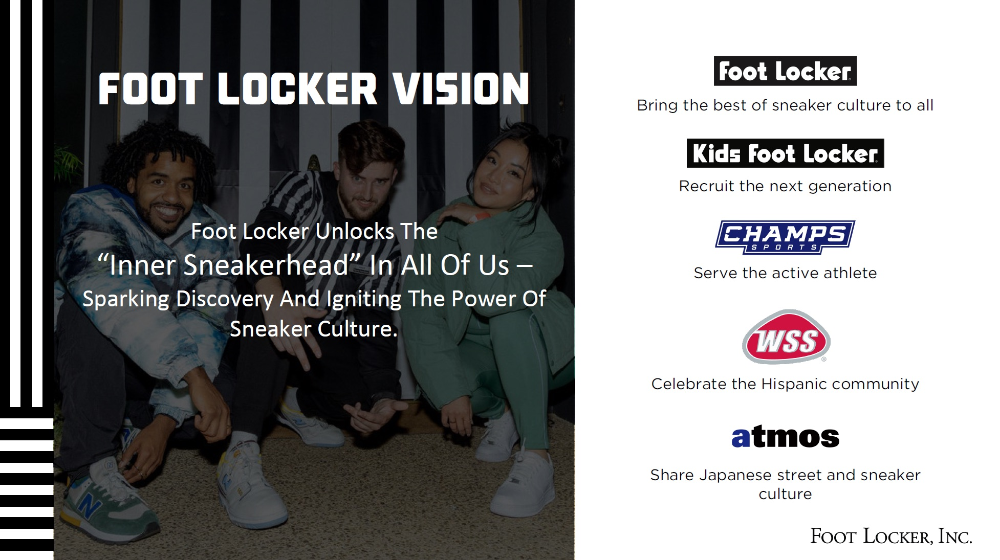 FOOT LOCKER VISION
Foot Locker Unlocks The
“Inner Sneakerhead” In All Of Us –
Sparking Discovery And Igniting The Power Of
Sneaker Culture.
Foot Locker®
Bring the best of sneaker culture to all
Kids Foot Locker®
Recruit the next generation
CHAMPS
SPORTS
Serve the active athlete
WSS®
Celebrate the Hispanic community
atmos
Share Japanese street and sneaker
culture
FOOT LOCKER, INC.